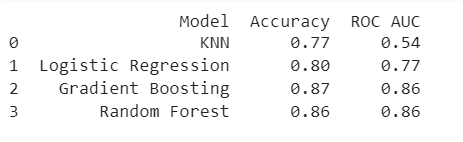 Model Accuracy ROC AUC
0 KNN 0.77 0.54
1 Logistic Regression 0.80 0.77
2 Gradient Boosting 0.87 0.86
3 Random Forest 0.86 0.86